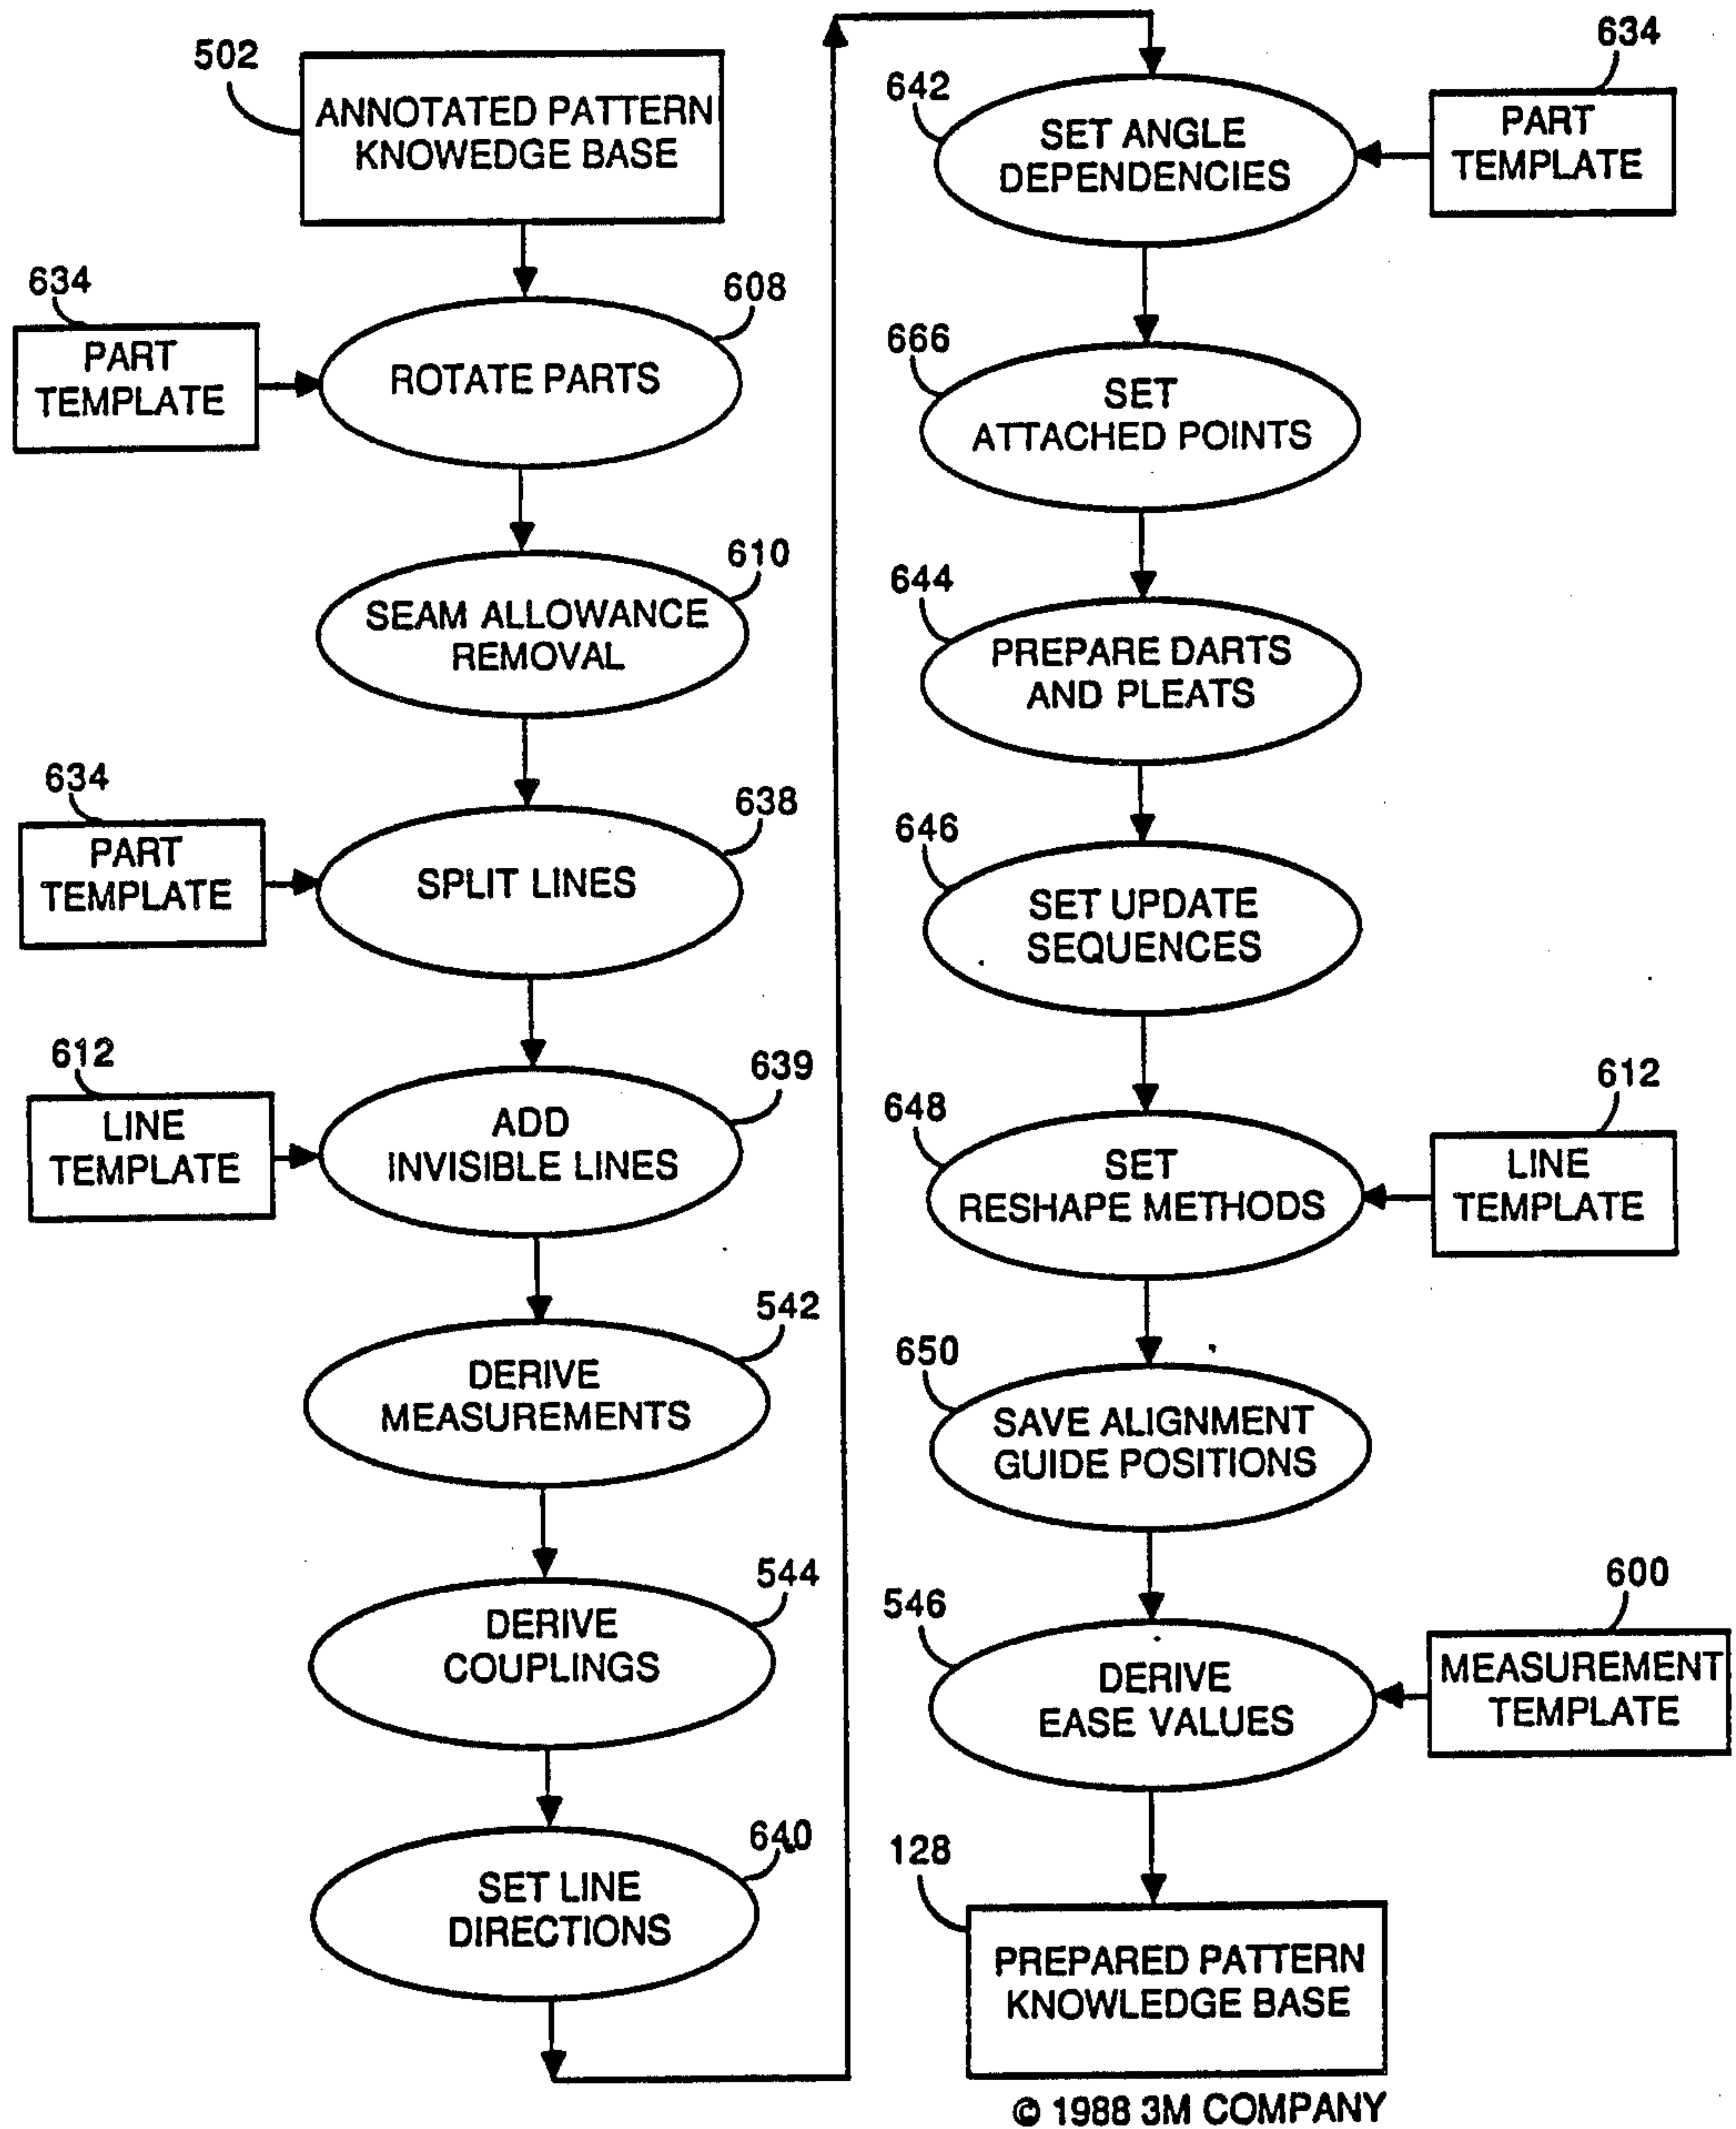 502
ANNOTATED PATTERN
KNOWEDGE BASE
634
PART
TEMPLATE
608
ROTATE PARTS
610
SEAM ALLOWANCE
REMOVAL
634
PART
TEMPLATE
638
SPLIT LINES
612
LINE
TEMPLATE
639
ADD
INVISIBLE LINES
542
DERIVE
MEASUREMENTS
544
DERIVE
COUPLINGS
640
SET LINE
DIRECTIONS
642
SET ANGLE
DEPENDENCIES
634
PART
TEMPLATE
666
SET
ATTACHED POINTS
644
PREPARE DARTS
AND PLEATS
646
SET UPDATE
SEQUENCES
648
SET
RESHAPE METHODS
612
LINE
TEMPLATE
650
SAVE ALIGNMENT
GUIDE POSITIONS
546
DERIVE
EASE VALUES
600
MEASUREMENT
TEMPLATE
128
PREPARED PATTERN
KNOWLEDGE BASE
© 1988 3M COMPANY